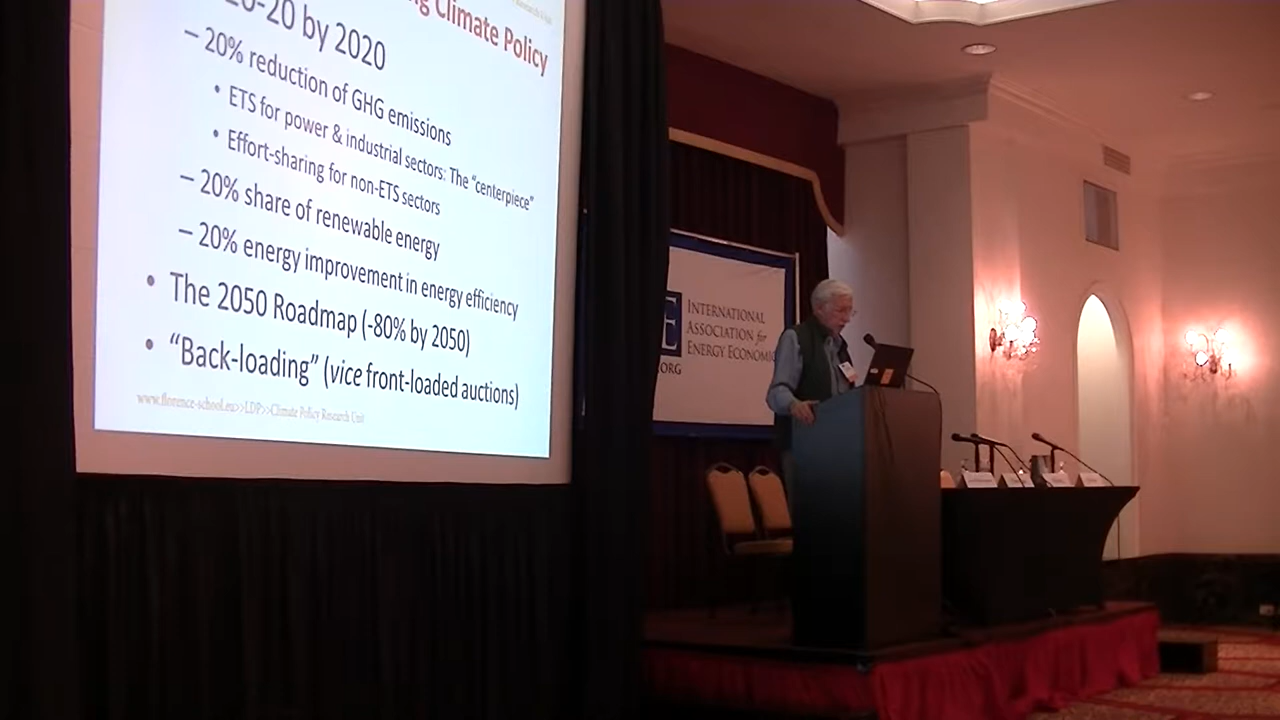 Climate Policy
20 by 2020
– 20% reduction of GHG emissions
• ETS for power & industrial sectors: The "centerpiece"
• Effort-sharing for non-ETS sectors
– 20% share of renewable energy
– 20% energy improvement in energy efficiency
• The 2050 Roadmap (-80% by 2050)
• "Back-loading" (vice front-loaded auctions)
www.florence-school.eu>>LDP>>Climate Policy Research Unit
INTERNATIONAL
ASSOCIATION for
ENERGY ECONOMIC
.ORG